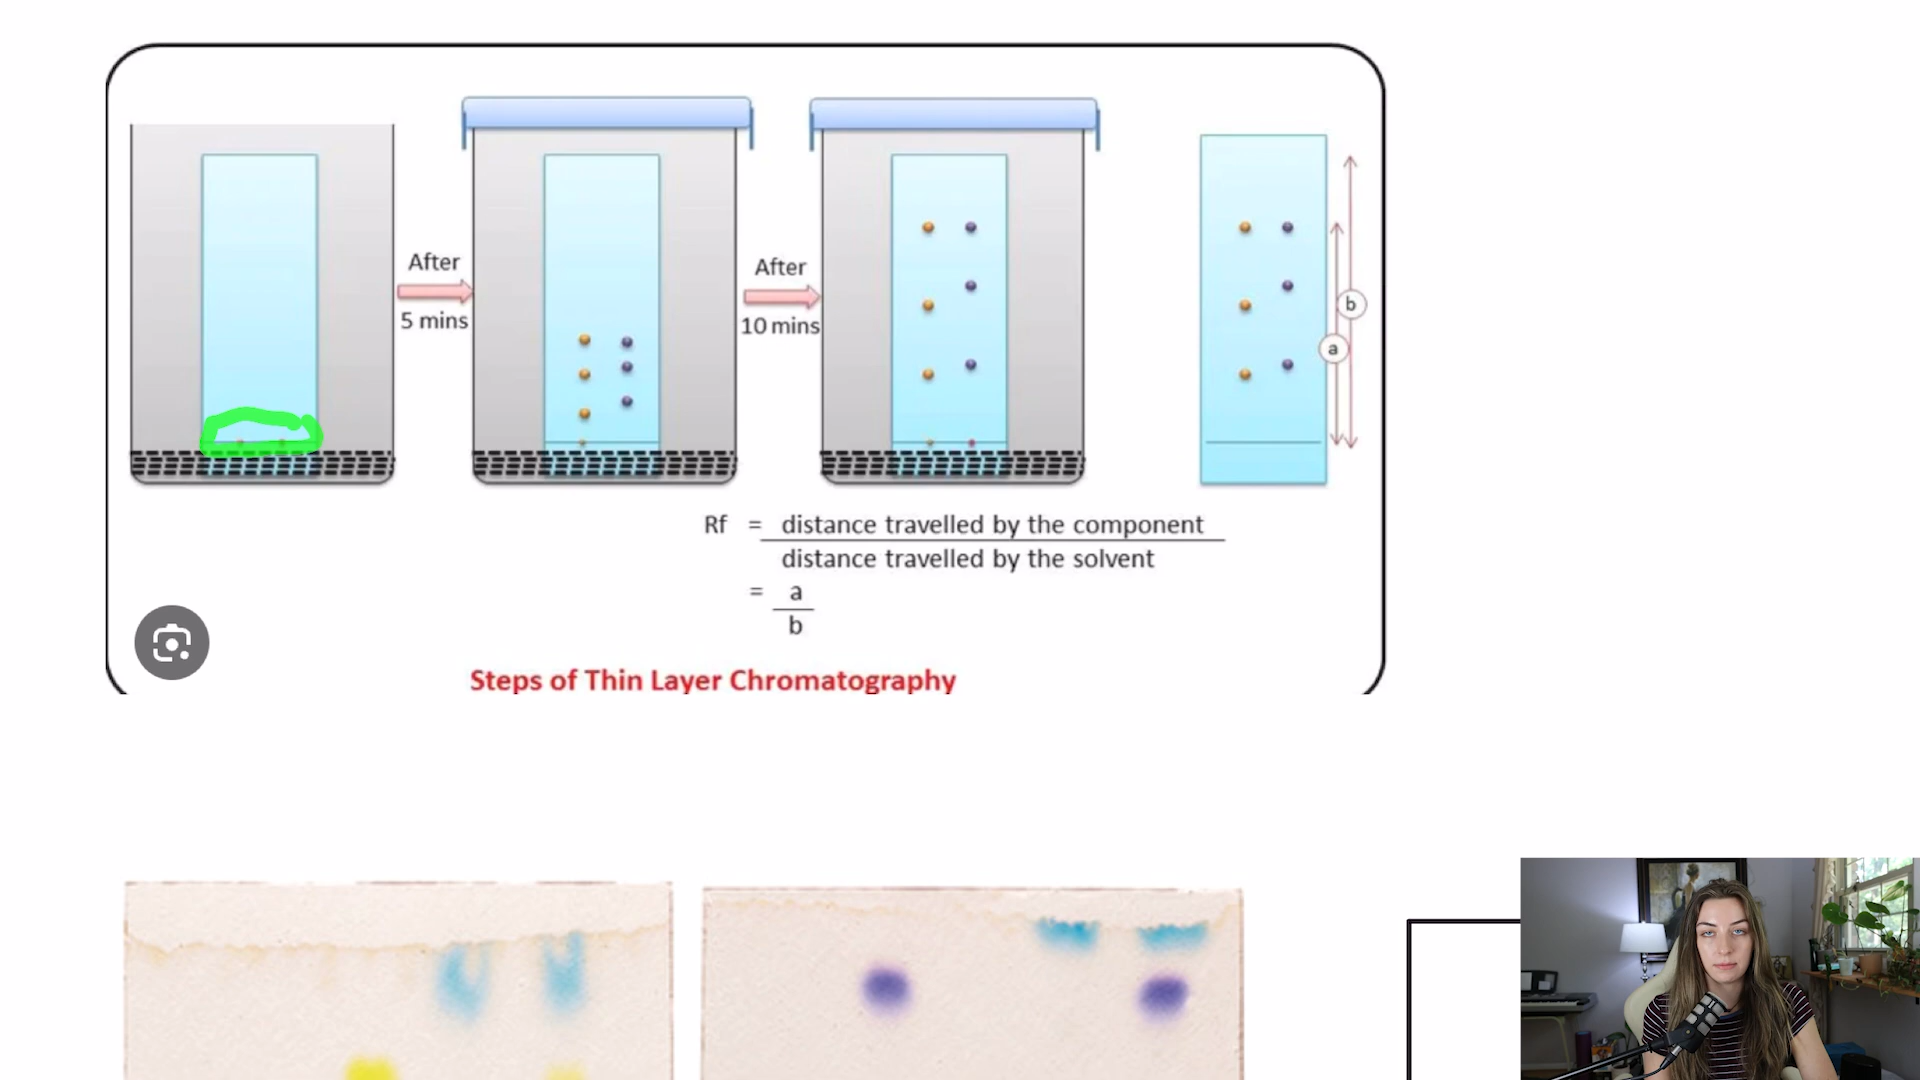 After
5 mins
After
10 mins
b
a
Rf = distance travelled by the component
distance travelled by the solvent
= a
b
Steps of Thin Layer Chromatography